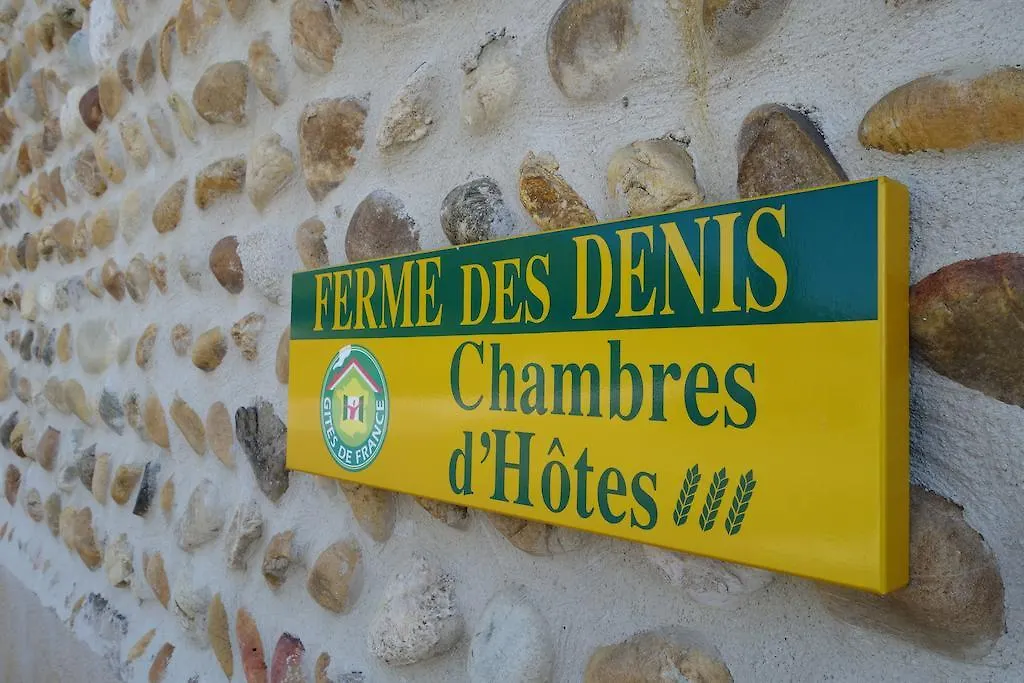 FERME DES DENIS
Chambres
d'Hôtes
GITES DE FRANCE